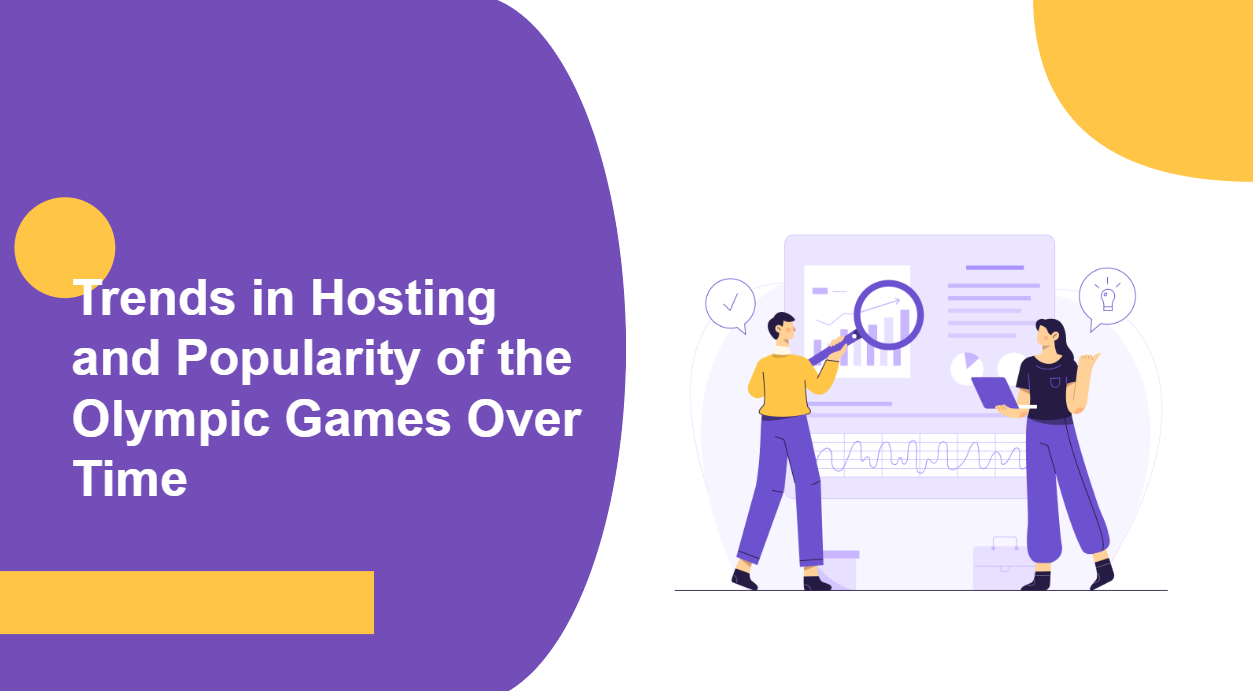 Trends in Hosting
and Popularity of the
Olympic Games Over
Time